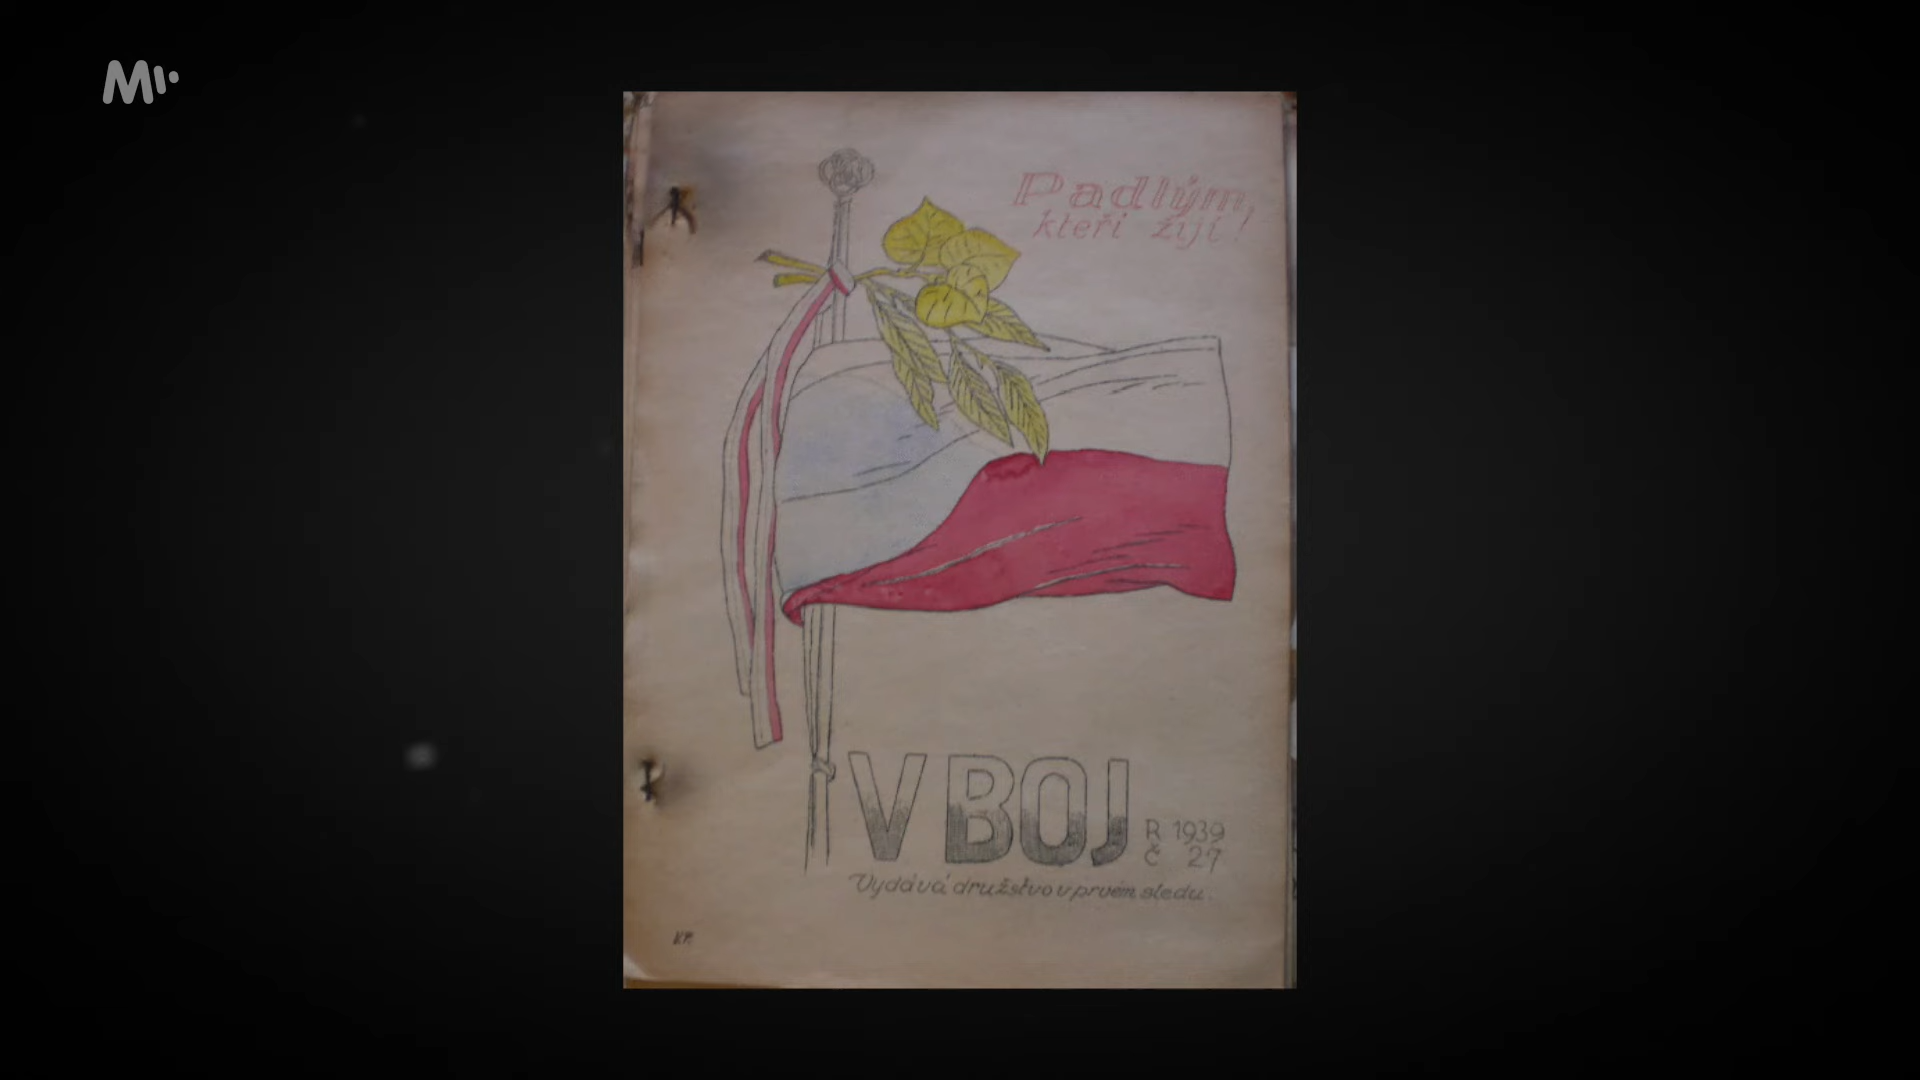 Padlým,
kteří žijí!
V BOJ
R 1939
Č 27
Vydává družstvo v prvém sledu.